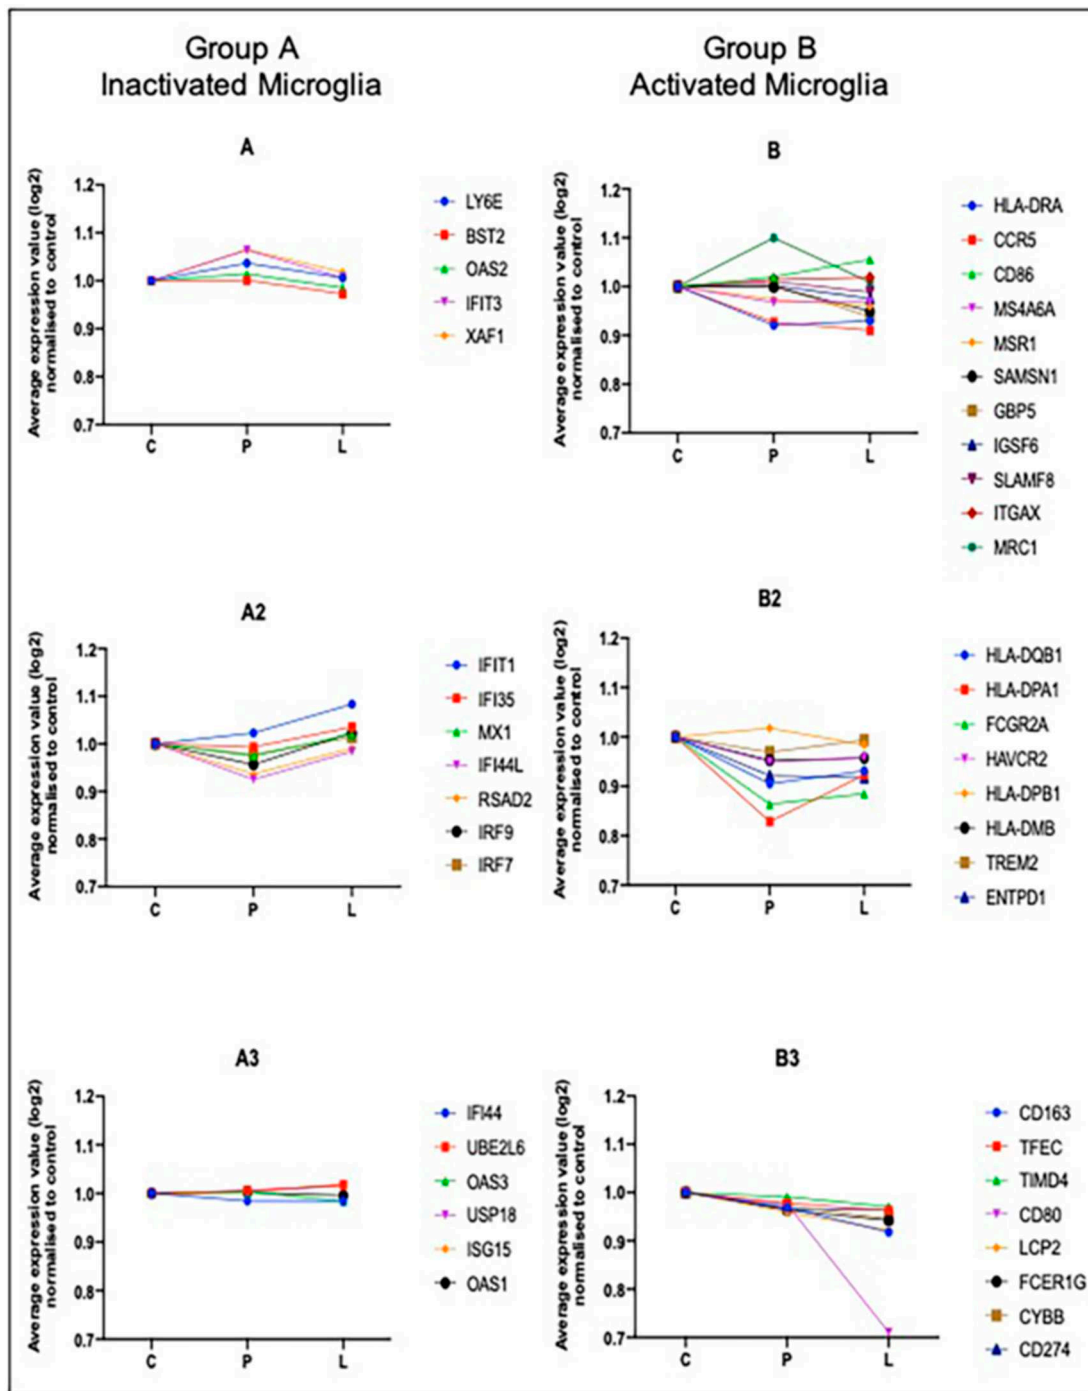 Group A
Inactivated Microglia
Group B
Activated Microglia
A
Average expression value (log2)
normalised to control
1.2
1.1
1.0
0.9
0.8
0.7
C P L
LY6E
BST2
OAS2
IFIT3
XAF1
B
Average expression value (log2)
normalised to control
1.2
1.1
1.0
0.9
0.8
0.7
C P L
HLA-DRA
CCR5
CD86
MS4A6A
MSR1
SAMSN1
GBP5
IGSF6
SLAMF8
ITGAX
MRC1
A2
Average expression value (log2)
normalised to control
1.2
1.1
1.0
0.9
0.8
0.7
C P L
IFIT1
IFI35
MX1
IFI44L
RSAD2
IRF9
IRF7
B2
Average expression value (log2)
normalised to control
1.2
1.1
1.0
0.9
0.8
0.7
C P L
HLA-DQB1
HLA-DPA1
FCGR2A
HAVCR2
HLA-DPB1
HLA-DMB
TREM2
ENTPD1
A3
Average expression value (log2)
normalised to control
1.2
1.1
1.0
0.9
0.8
0.7
C P L
IFI44
UBE2L6
OAS3
USP18
ISG15
OAS1
B3
Average expression value (log2)
normalised to control
1.2
1.1
1.0
0.9
0.8
0.7
C P L
CD163
TFEC
TIMD4
CD80
LCP2
FCER1G
CYBB
CD274